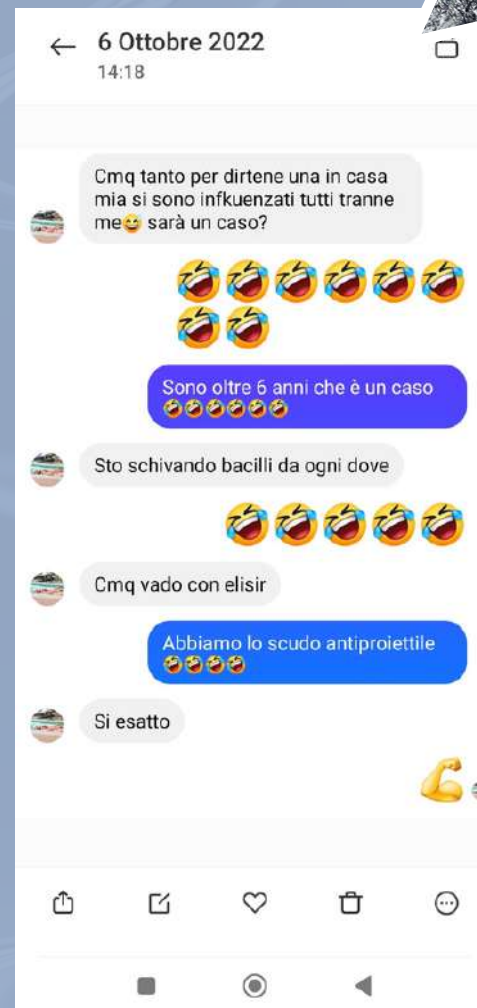 6 Ottobre 2022
14:18
Cmq tanto per dirtene una in casa
mia si sono infkuenzati tutti tranne
me😅 sarà un caso?
🤣🤣🤣🤣🤣🤣
🤣🤣
Sono oltre 6 anni che è un caso
🤣🤣🤣🤣🤣🤣
Sto schivando bacilli da ogni dove
🤣🤣🤣🤣🤣
Cmq vado con elisir
Abbiamo lo scudo antiproiettile
🤣🤣🤣🤣
Si esatto
💪